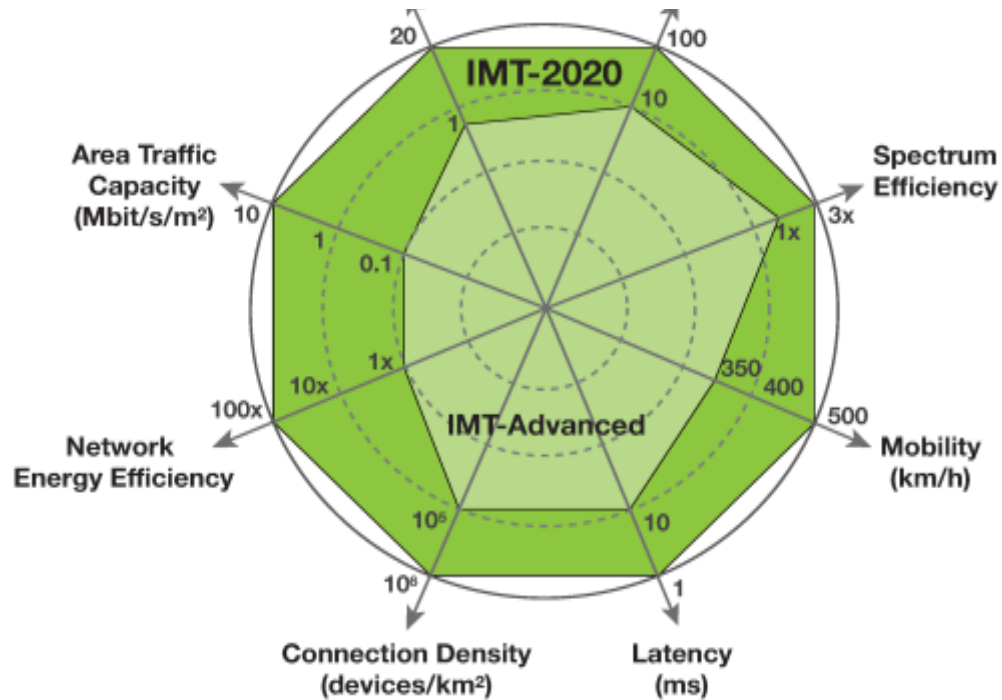 20
100
IMT-2020
10
1
Area Traffic
Capacity
(Mbit/s/m²)
Spectrum
Efficiency
10
3x
1
1x
0.1
1x
350
10x
400
100x
500
IMT-Advanced
Network
Energy Efficiency
Mobility
(km/h)
10⁵
10
10⁶
1
Connection Density
(devices/km²)
Latency
(ms)